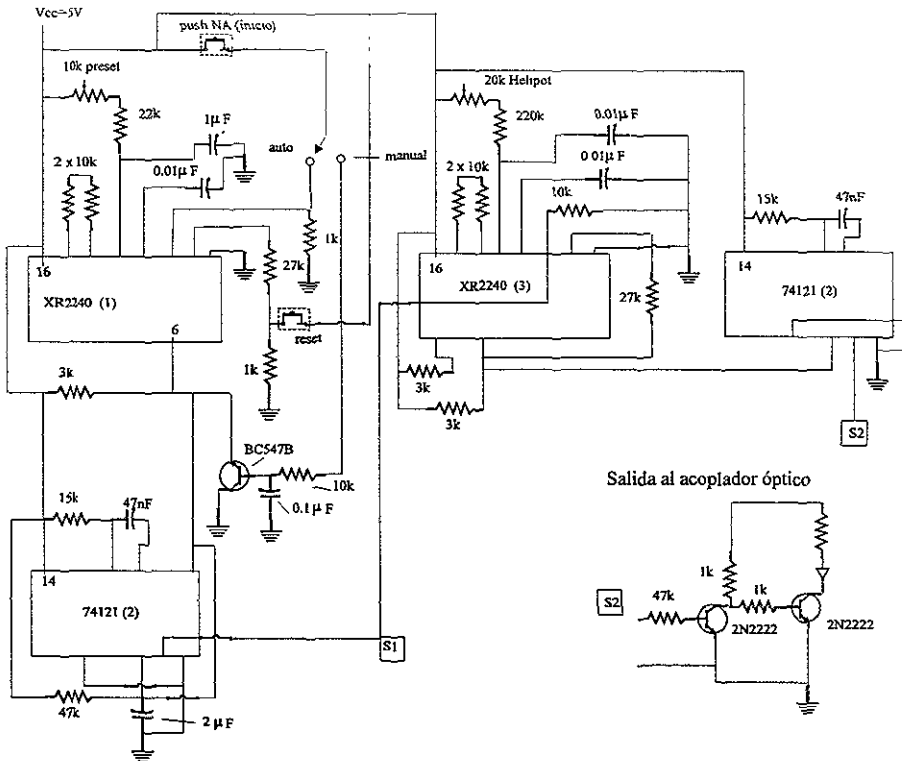 Vcc=5V
push NA (inicio)
10k preset
22k
1µF
auto
manual
2 x 10k
0.01µF
1k
16
XR2240 (1)
27k
6
reset
1k
3k
BC547B
10k
0.1µF
15k
47nF
14
74121 (2)
S1
47k
2µF
20k Helipot
220k
0.01µF
0.01µF
2 x 10k
10k
16
XR2240 (3)
27k
3k
3k
15k
47nF
14
74121 (2)
S2
Salida al acoplador óptico
1k
1k
S2
47k
2N2222
2N2222